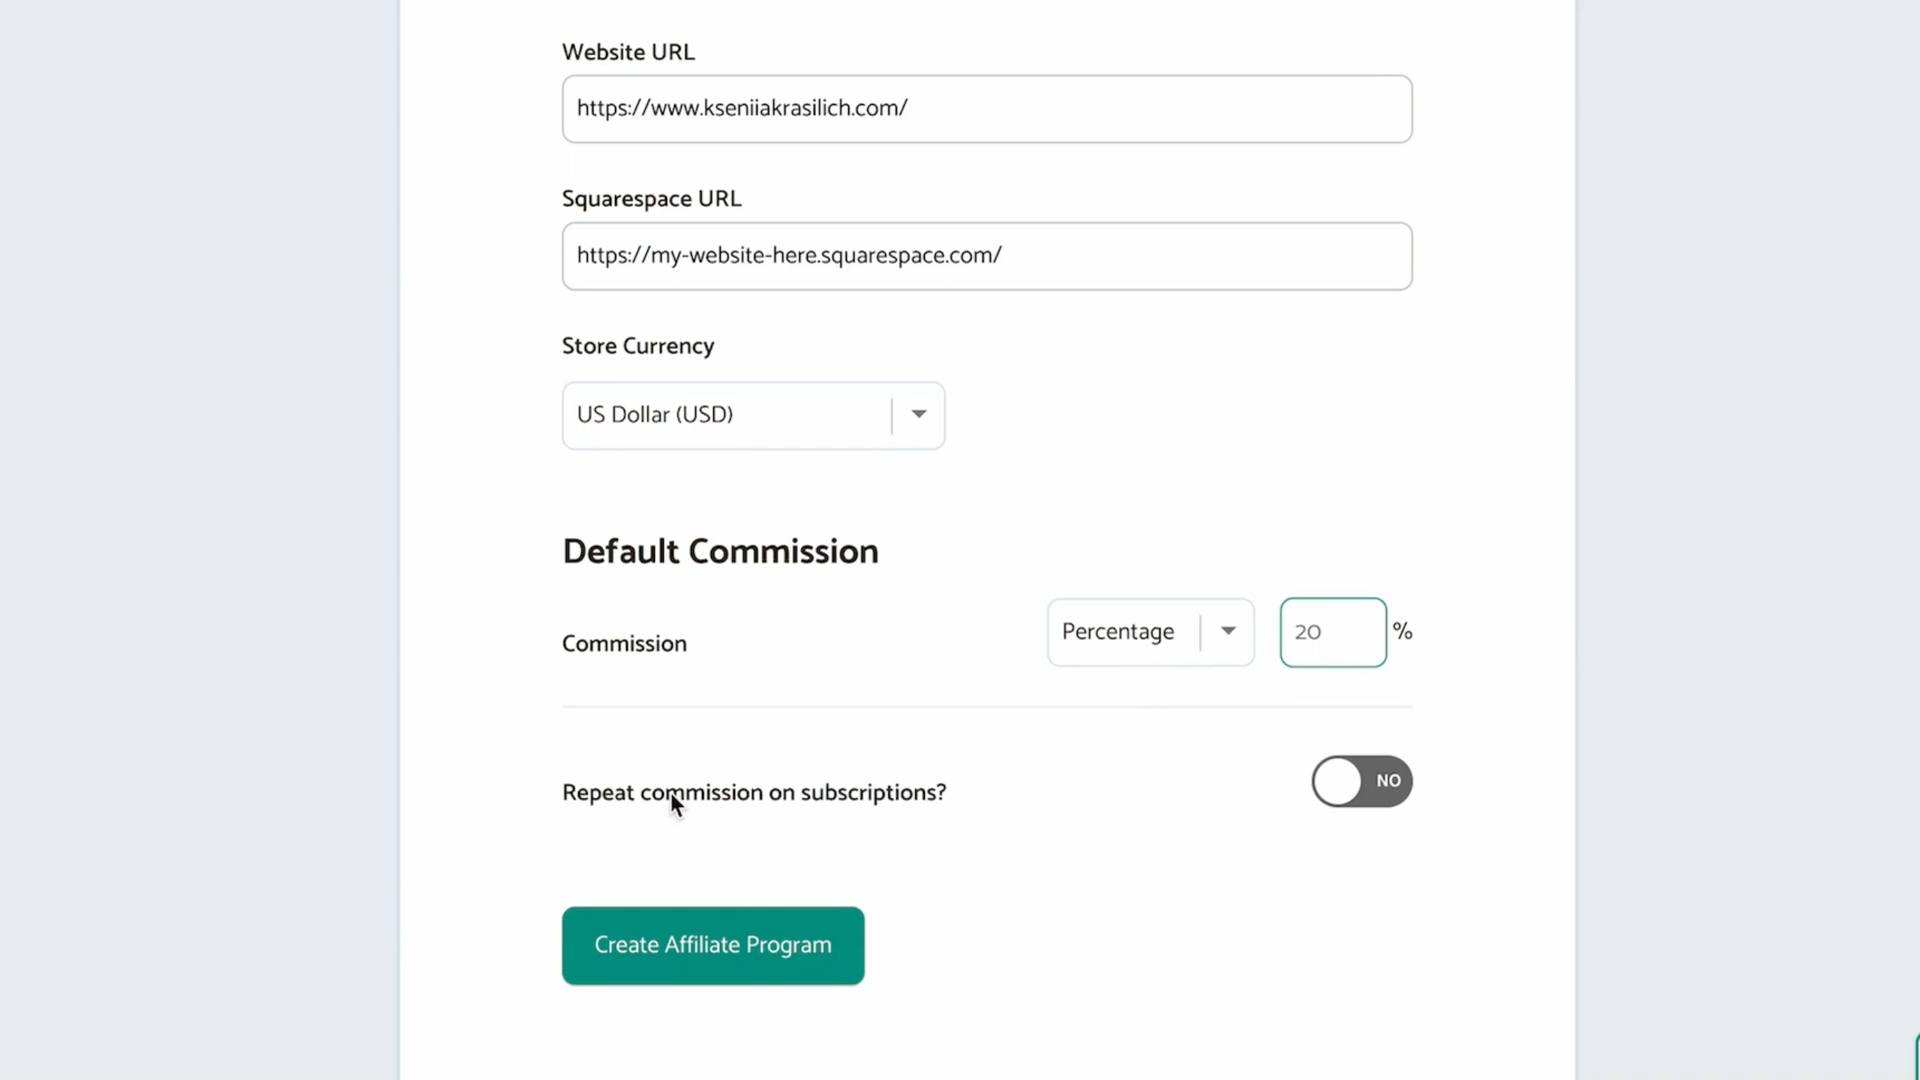 Website URL
https://www.kseniiakrasilich.com/
Squarespace URL
https://my-website-here.squarespace.com/
Store Currency
US Dollar (USD)
Default Commission
Commission
Percentage
20
%
Repeat commission on subscriptions?
NO
Create Affiliate Program